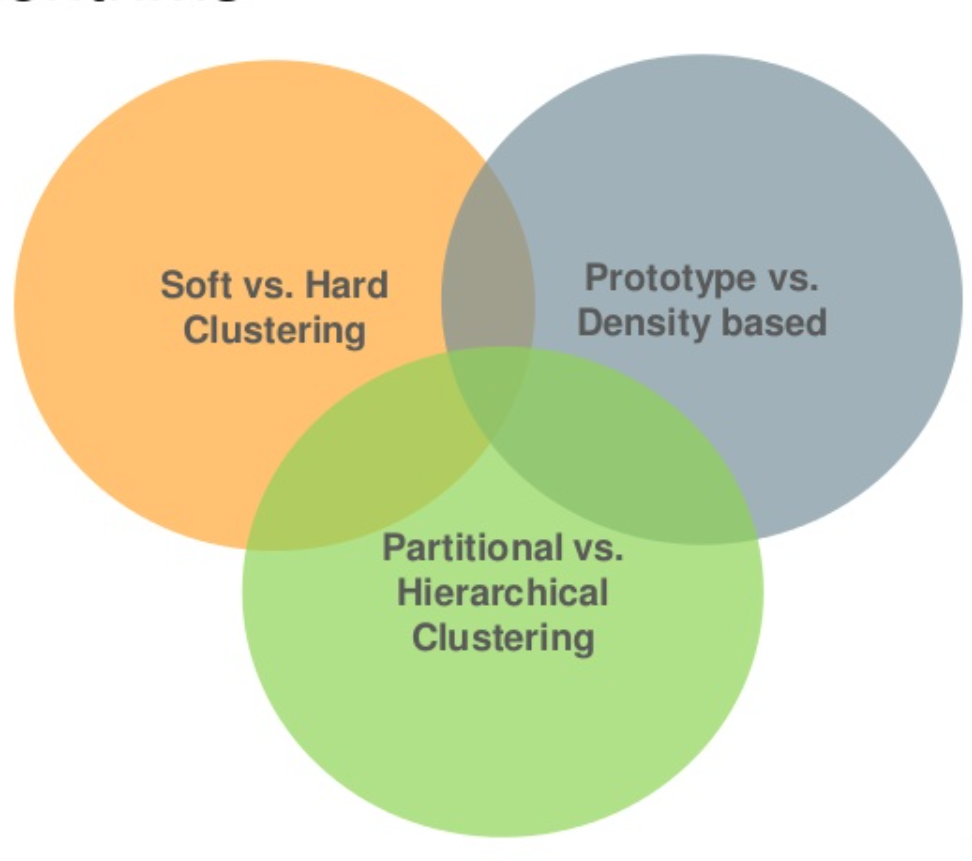 Soft vs. Hard
Clustering
Prototype vs.
Density based
Partitional vs.
Hierarchical
Clustering